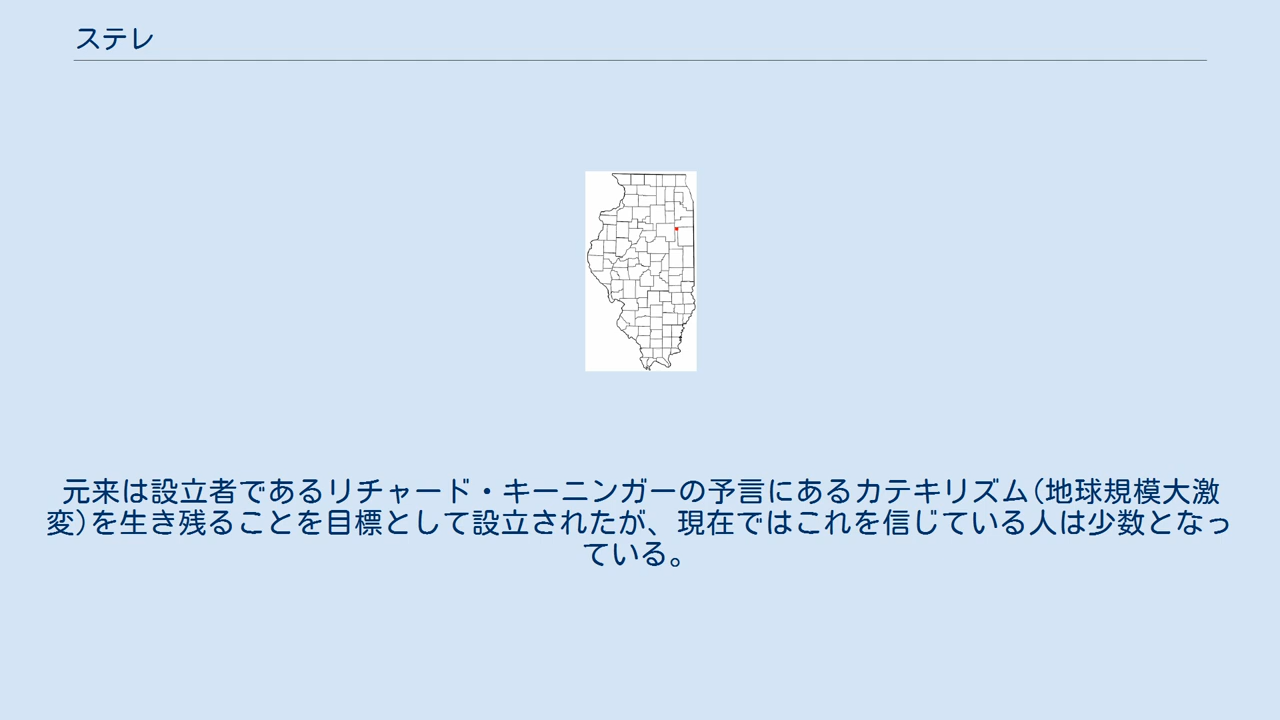 ステレ
元来は設立者であるリチャード・キーニンガーの予言にあるカテキリズム(地球規模大激
変)を生き残ることを目標として設立されたが、現在ではこれを信じている人は少数となっ
ている。